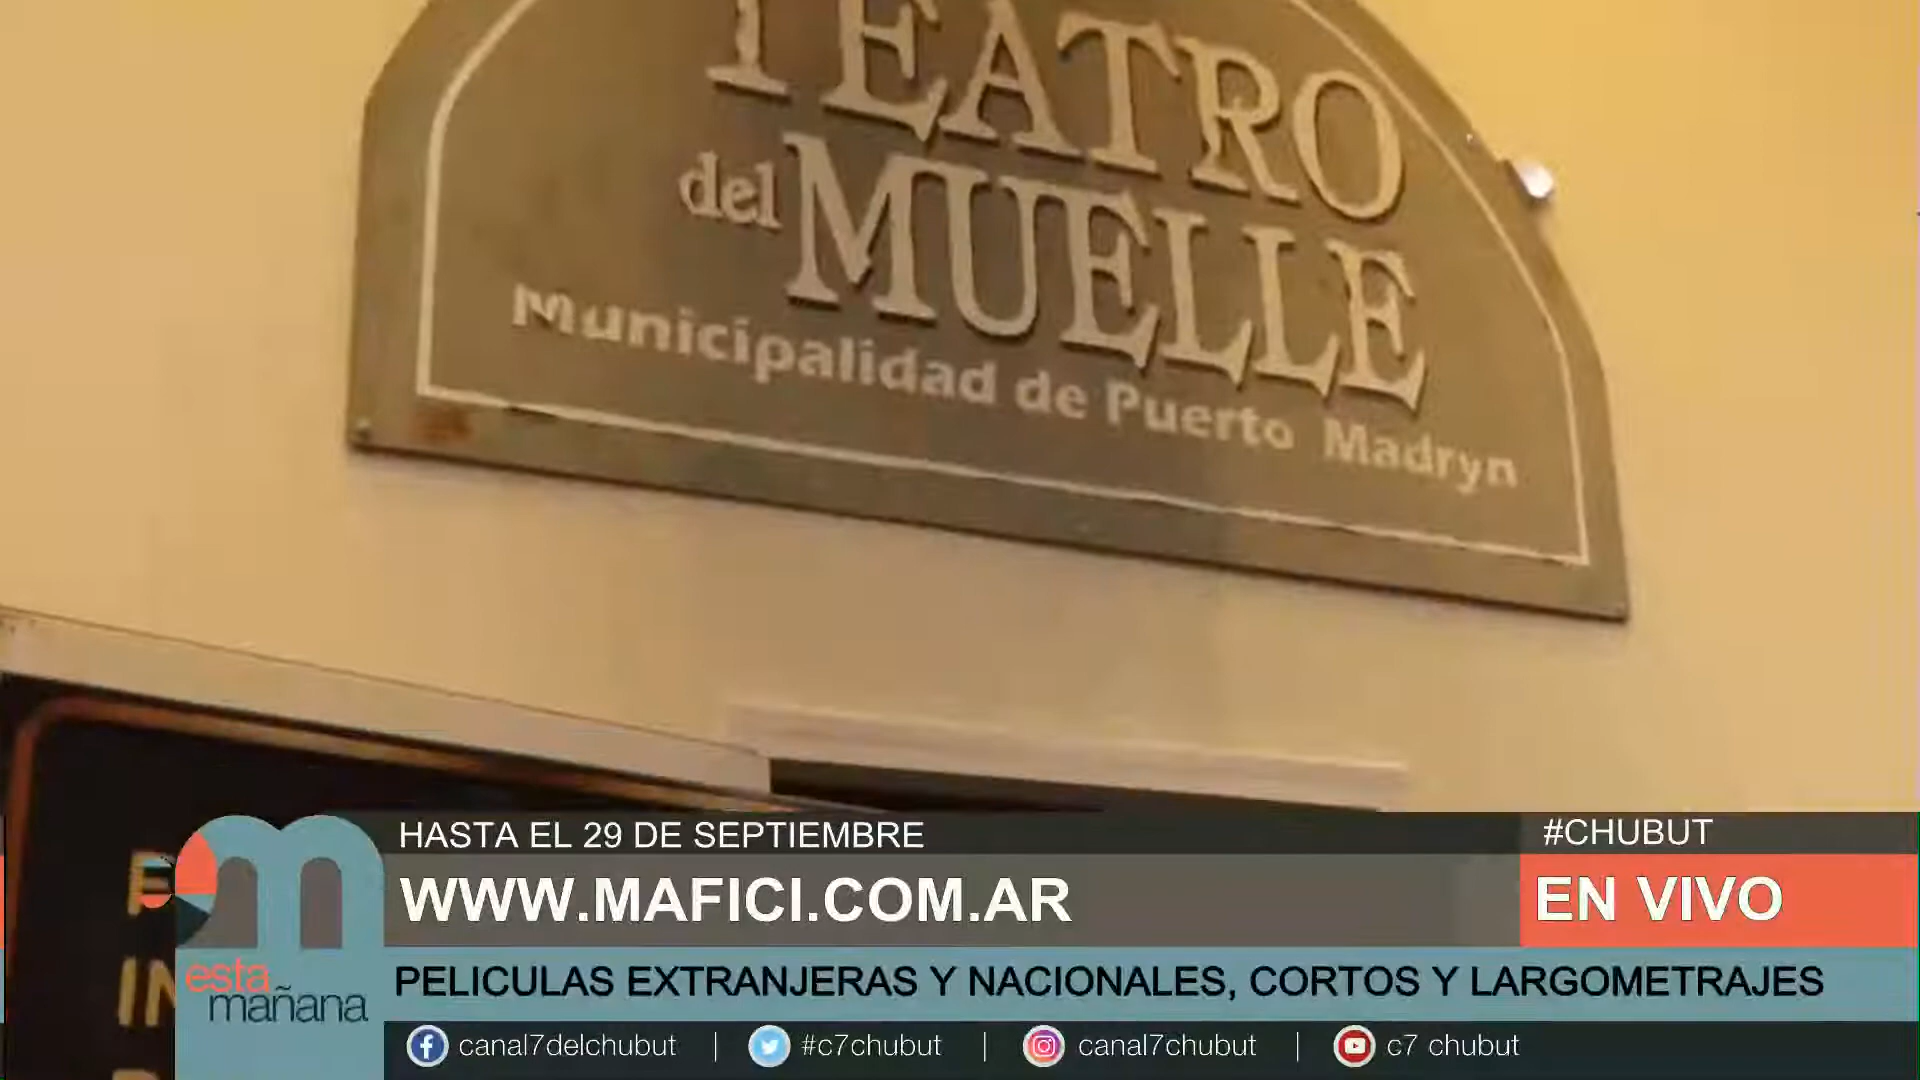 TEATRO
del MUELLE
Municipalidad de Puerto Madryn
HASTA EL 29 DE SEPTIEMBRE
#CHUBUT
WWW.MAFICI.COM.AR
EN VIVO
esta
mañana
PELICULAS EXTRANJERAS Y NACIONALES, CORTOS Y LARGOMETRAJES
canal7delchubut | #c7chubut | canal7chubut | c7 chubut